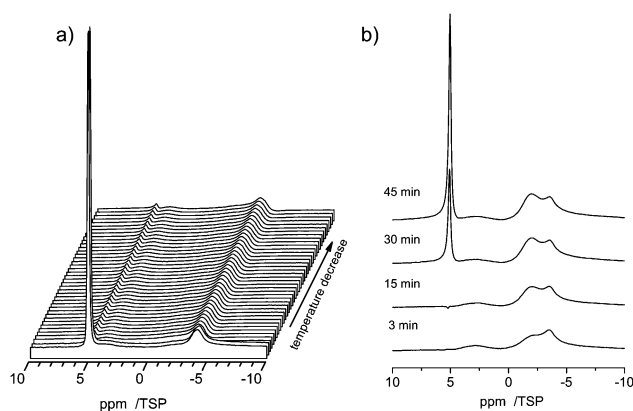 a)
temperature decrease
10 5 0 -5 -10
ppm /TSP
b)
45 min
30 min
15 min
3 min
10 5 0 -5 -10
ppm /TSP